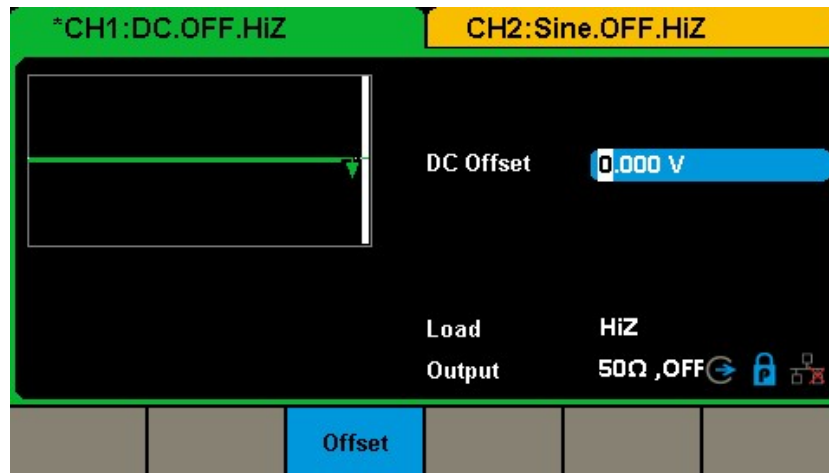 *CH1:DC.OFF.HiZ
CH2:Sine.OFF.HiZ
DC Offset 0.000 V
Load HiZ
Output 50Ω ,OFF
P
Offset